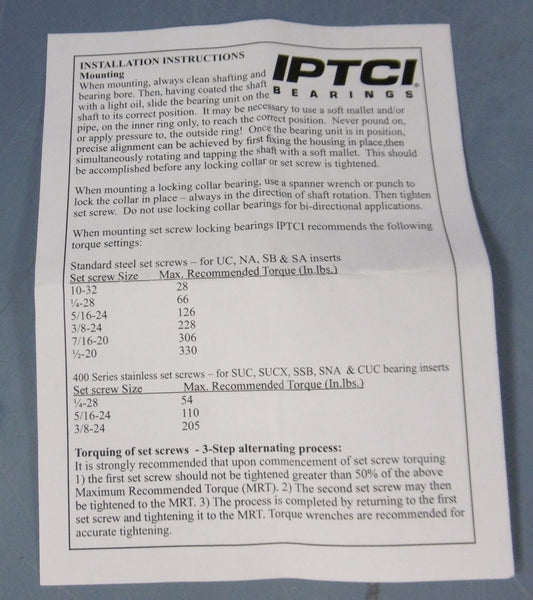 INSTALLATION INSTRUCTIONS
IPTCI®
BEARINGS
Mounting
When mounting, always clean shafting and
bearing bore. Then, having coated the shaft
with a light oil, slide the bearing unit on the
shaft to its correct position. It may be necessary to use a soft mallet and/or
pipe, on the inner ring only, to reach the correct position. Never pound on,
or apply pressure to, the outside ring! Once the bearing unit is in position,
precise alignment can be achieved by first fixing the housing in place,then
simultaneously rotating and tapping the shaft with a soft mallet. This should
be accomplished before any locking collar or set screw is tightened.
When mounting a locking collar bearing, use a spanner wrench or punch to
lock the collar in place – always in the direction of shaft rotation. Then tighten
set screw. Do not use locking collar bearings for bi-directional applications.
When mounting set screw locking bearings IPTCI recommends the following
torque settings:
Standard steel set screws – for UC, NA, SB & SA inserts
Set screw Size Max. Recommended Torque (In.lbs.)
10-32 28
¼-28 66
5/16-24 126
3/8-24 228
7/16-20 306
½-20 330
400 Series stainless set screws – for SUC, SUCX, SSB, SNA & CUC bearing inserts
Set screw Size Max. Recommended Torque (In.lbs.)
¼-28 54
5/16-24 110
3/8-24 205
Torquing of set screws - 3-Step alternating process:
It is strongly recommended that upon commencement of set screw torquing
1) the first set screw should not be tightened greater than 50% of the above
Maximum Recommended Torque (MRT). 2) The second set screw may then
be tightened to the MRT. 3) The process is completed by returning to the first
set screw and tightening it to the MRT. Torque wrenches are recommended for
accurate tightening.